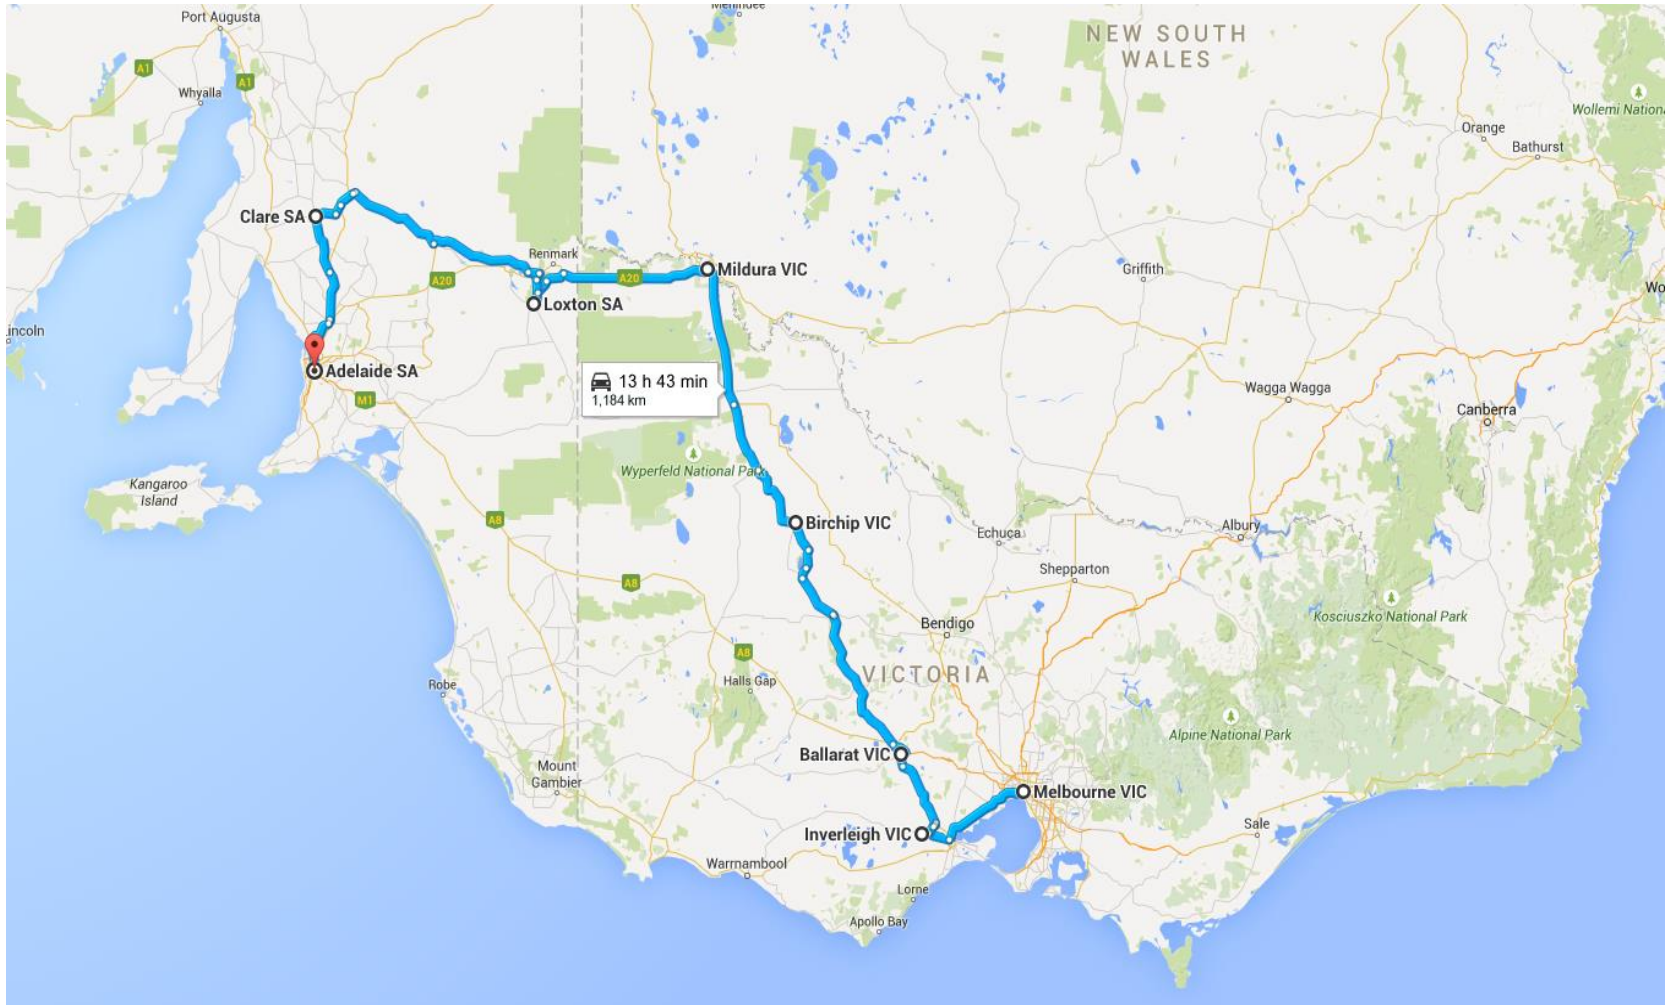 Menindee
Port Augusta
NEW SOUTH
WALES
A1
A1
Whyalla
Wollemi Nationa
Orange
Bathurst
Clare SA
Renmark
Mildura VIC
Griffith
A20
A20
Loxton SA
Wo
incoln
Adelaide SA
13 h 43 min
1,184 km
M1
Wagga Wagga
Canberra
Wyperfeld National Park
Kangaroo
Island
A8
Birchip VIC
Echuca
Albury
A8
Shepparton
Kosciuszko National Park
Bendigo
A8
VICTORIA
Halls Gap
Robe
Alpine National Park
Ballarat VIC
Mount
Gambier
Melbourne VIC
Inverleigh VIC
Sale
Warrnambool
Lorne
Apollo Bay